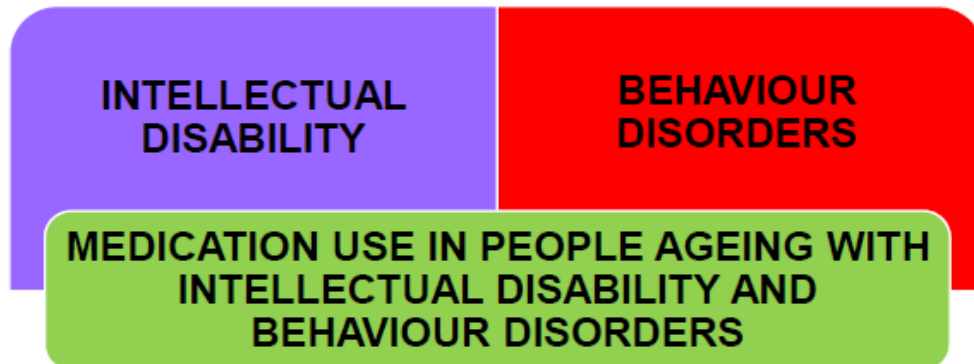 INTELLECTUAL
DISABILITY
BEHAVIOUR
DISORDERS
MEDICATION USE IN PEOPLE AGEING WITH
INTELLECTUAL DISABILITY AND
BEHAVIOUR DISORDERS